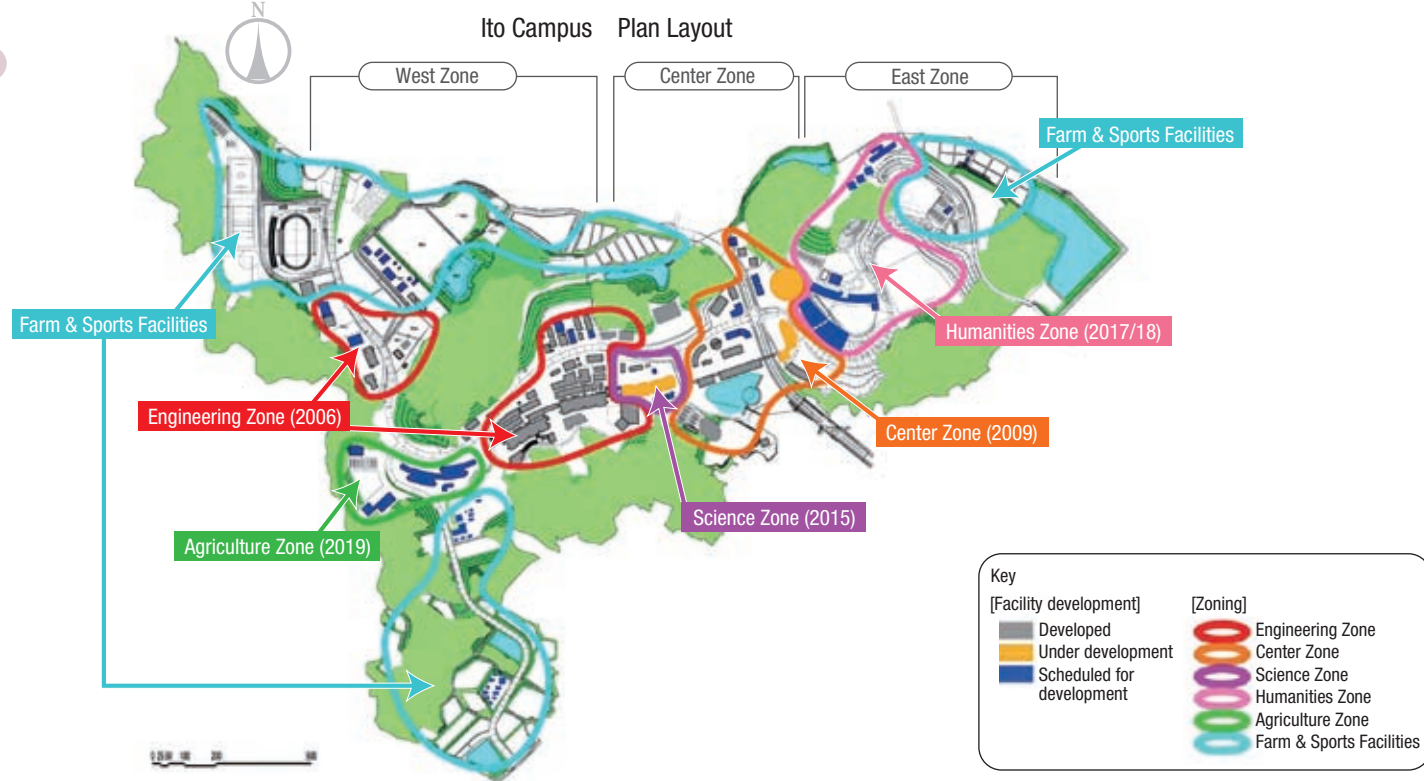 N
Ito Campus Plan Layout
West Zone
Center Zone
East Zone
Farm & Sports Facilities
Farm & Sports Facilities
Humanities Zone (2017/18)
Engineering Zone (2006)
Center Zone (2009)
Science Zone (2015)
Agriculture Zone (2019)
Key
[Facility development]
Developed
Under development
Scheduled for
development
[Zoning]
Engineering Zone
Center Zone
Science Zone
Humanities Zone
Agriculture Zone
Farm & Sports Facilities